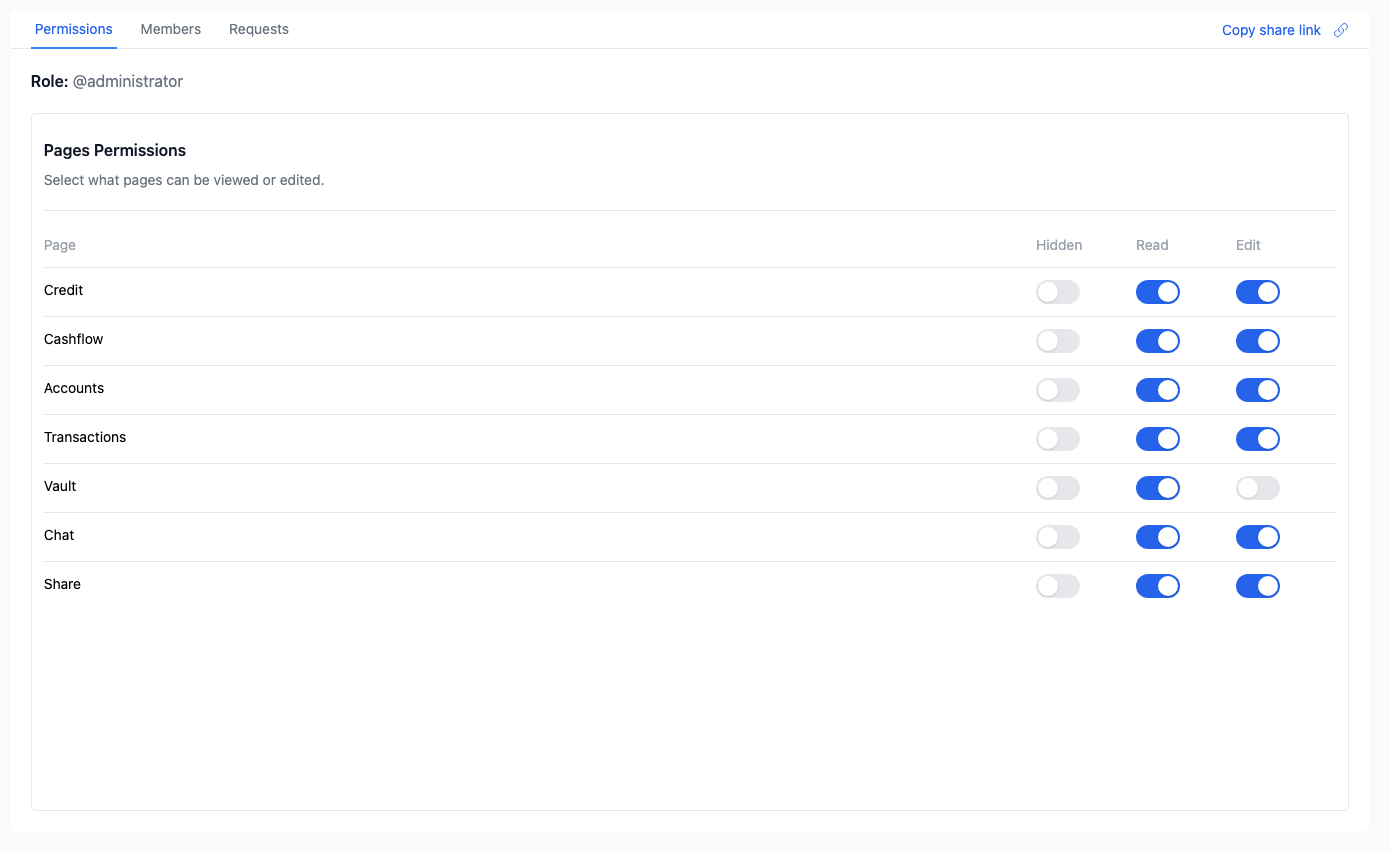 Permissions Members Requests Copy share link
Role: @administrator
Pages Permissions
Select what pages can be viewed or edited.
Page Hidden Read Edit
Credit
Cashflow
Accounts
Transactions
Vault
Chat
Share